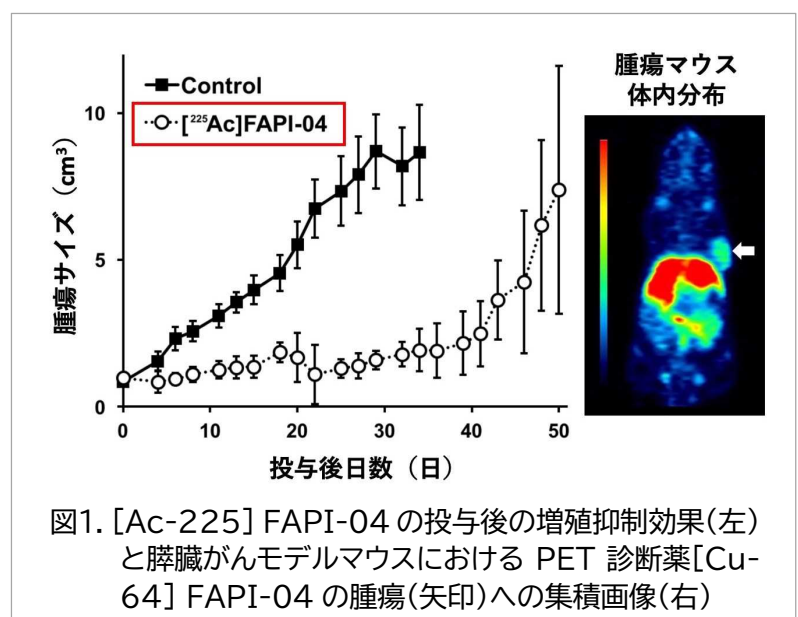 Control
[²²⁵Ac]FAPI-04
腫瘍サイズ（cm³）
10
5
0
0
10
20
30
40
50
投与後日数（日）
腫瘍マウス
体内分布
図1. [Ac-225] FAPI-04 の投与後の増殖抑制効果(左)
と膵臓がんモデルマウスにおける PET 診断薬[Cu-
64] FAPI-04 の腫瘍(矢印)への集積画像(右)